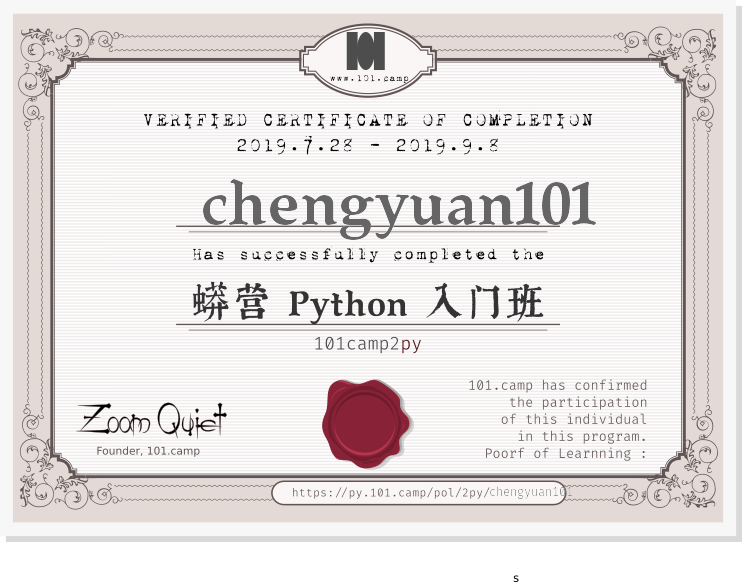 www.101.camp
VERIFIED CERTIFICATE OF COMPLETION
2019.7.28 - 2019.9.8
chengyuan101
Has successfully completed the
蟒营 Python 入门班
101camp2py
Zoom Quiet
Founder, 101.camp
101.camp has confirmed
the participation
of this individual
in this program.
Poorf of Learnning :
https://py.101.camp/pol/2py/chengyuan101
s